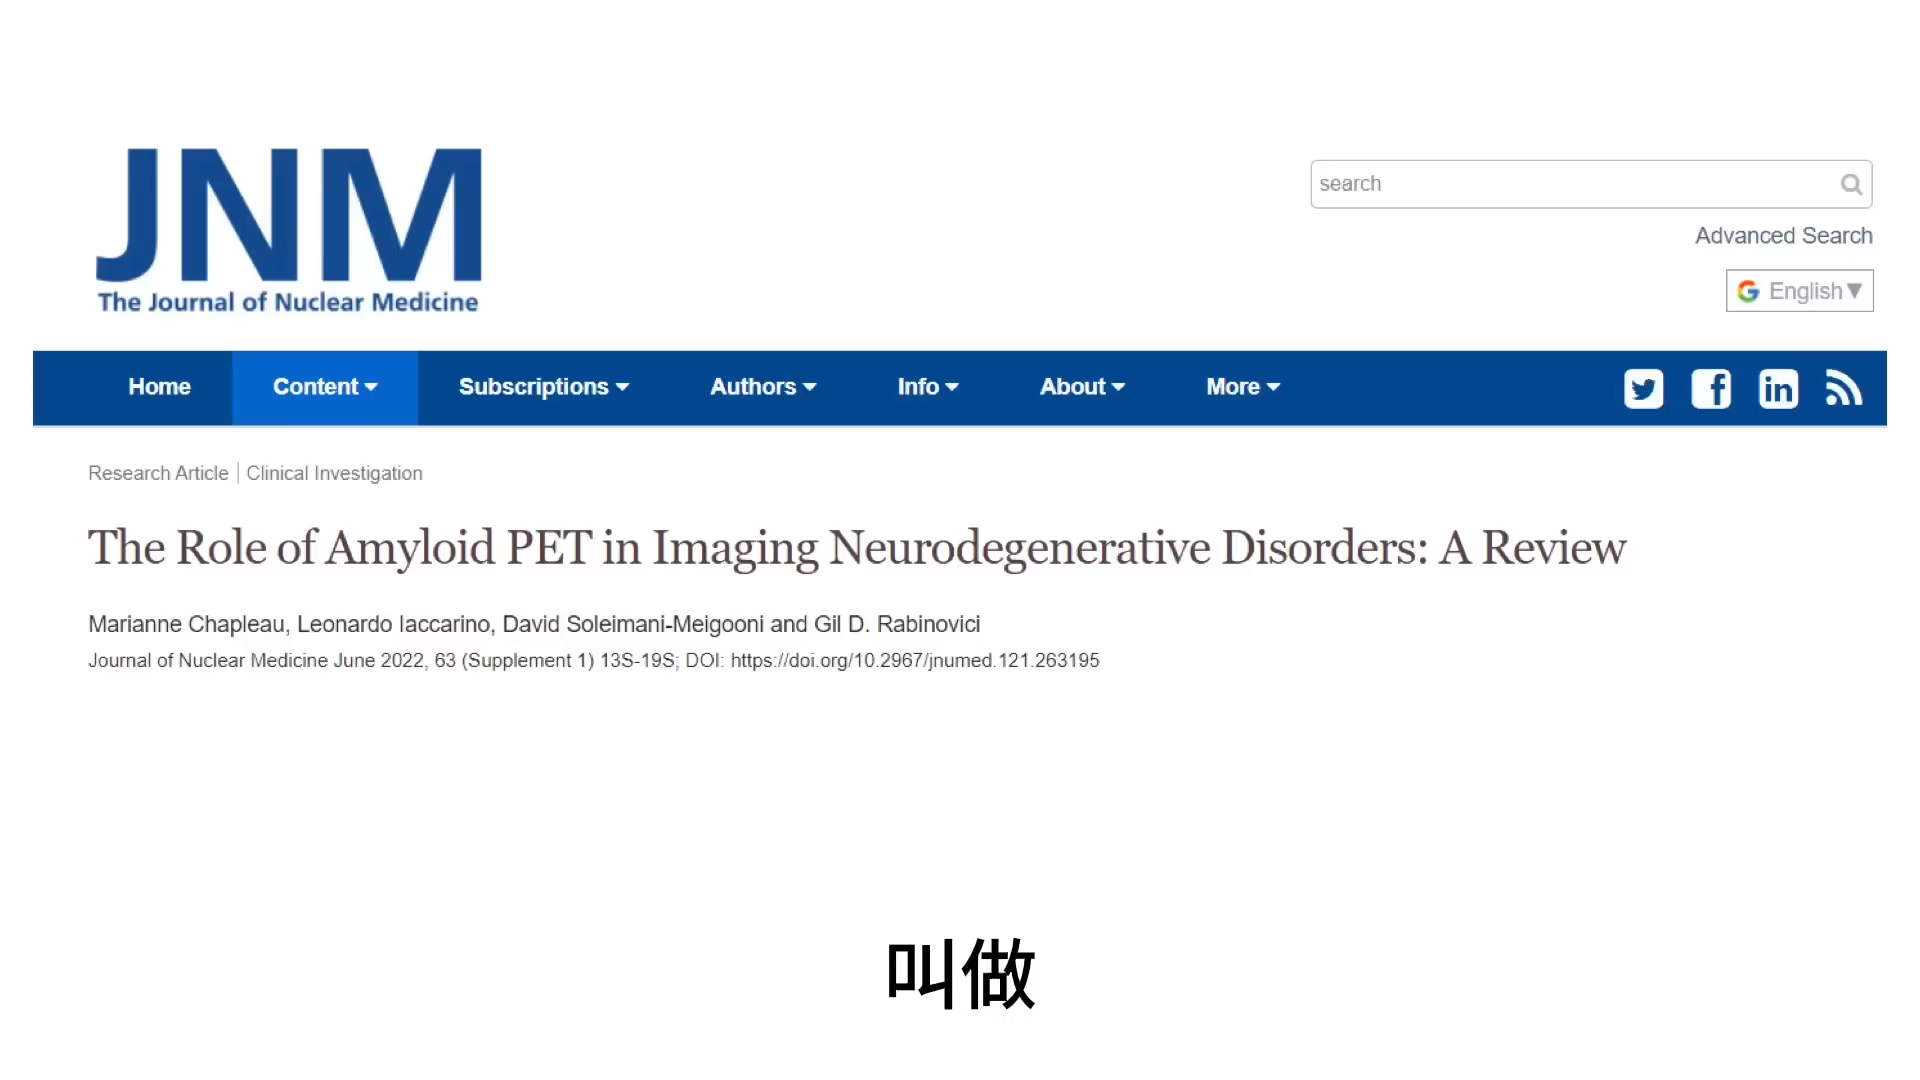 JNM
The Journal of Nuclear Medicine
search
Advanced Search
English▼
Home Content Subscriptions Authors Info About More
Research Article | Clinical Investigation
The Role of Amyloid PET in Imaging Neurodegenerative Disorders: A Review
Marianne Chapleau, Leonardo Iaccarino, David Soleimani-Meigooni and Gil D. Rabinovici
Journal of Nuclear Medicine June 2022, 63 (Supplement 1) 13S-19S; DOI: https://doi.org/10.2967/jnumed.121.263195
叫做